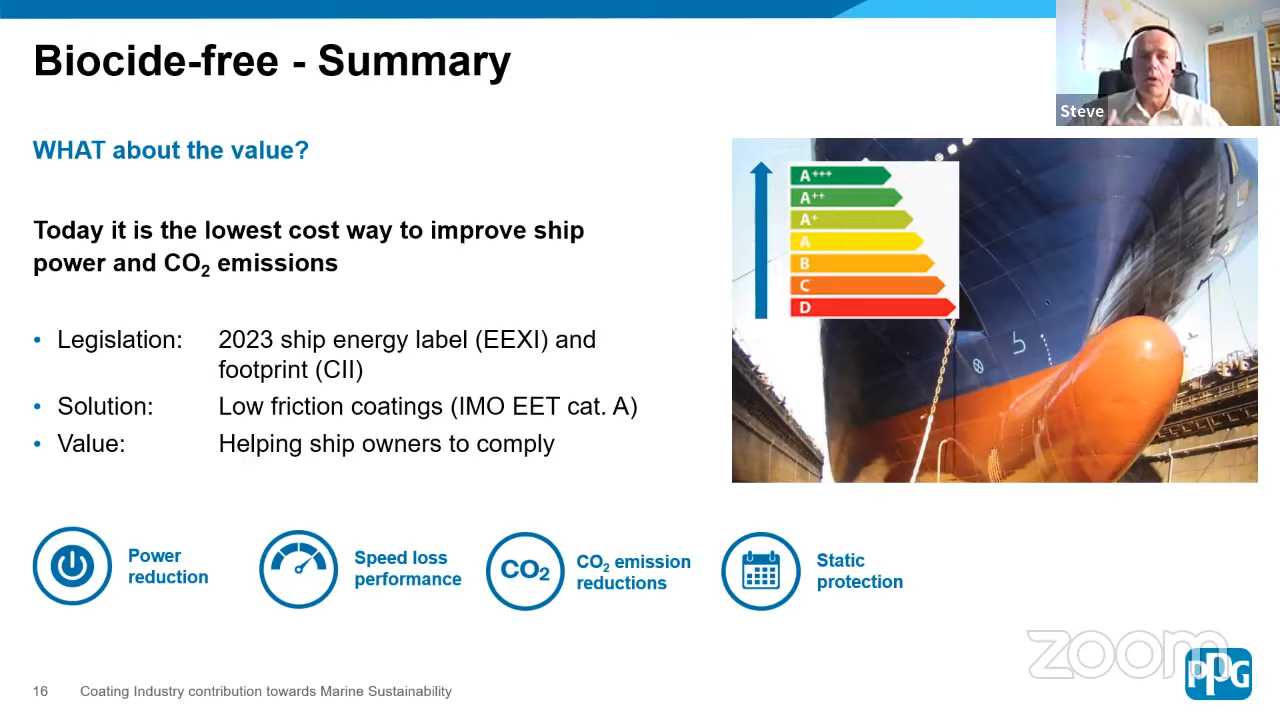 Biocide-free - Summary
Steve
WHAT about the value?
Today it is the lowest cost way to improve ship
power and CO₂ emissions
• Legislation: 2023 ship energy label (EEXI) and
footprint (CII)
• Solution: Low friction coatings (IMO EET cat. A)
• Value: Helping ship owners to comply
A+++
A++
A+
A
B
C
D
Power
reduction
Speed loss
performance
CO₂
CO₂ emission
reductions
Static
protection
zoom
PPG
16 Coating Industry contribution towards Marine Sustainability